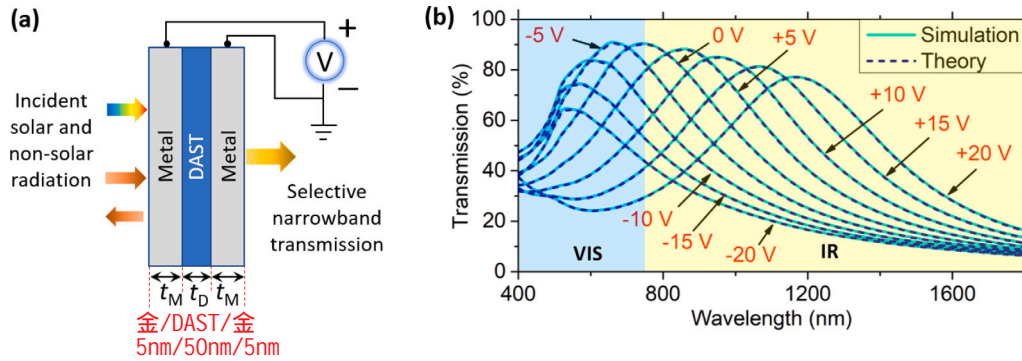 (a)
+
V
−
Incident
solar and
non-solar
radiation
Metal
DAST
Metal
Selective
narrowband
transmission
tM tD tM
金/DAST/金
5nm/50nm/5nm
(b)
100
80
60
40
20
0
Transmission (%)
-5 V
0 V
+5 V
+10 V
+15 V
+20 V
-10 V
-15 V
-20 V
Simulation
Theory
VIS
IR
400 800 1200 1600
Wavelength (nm)